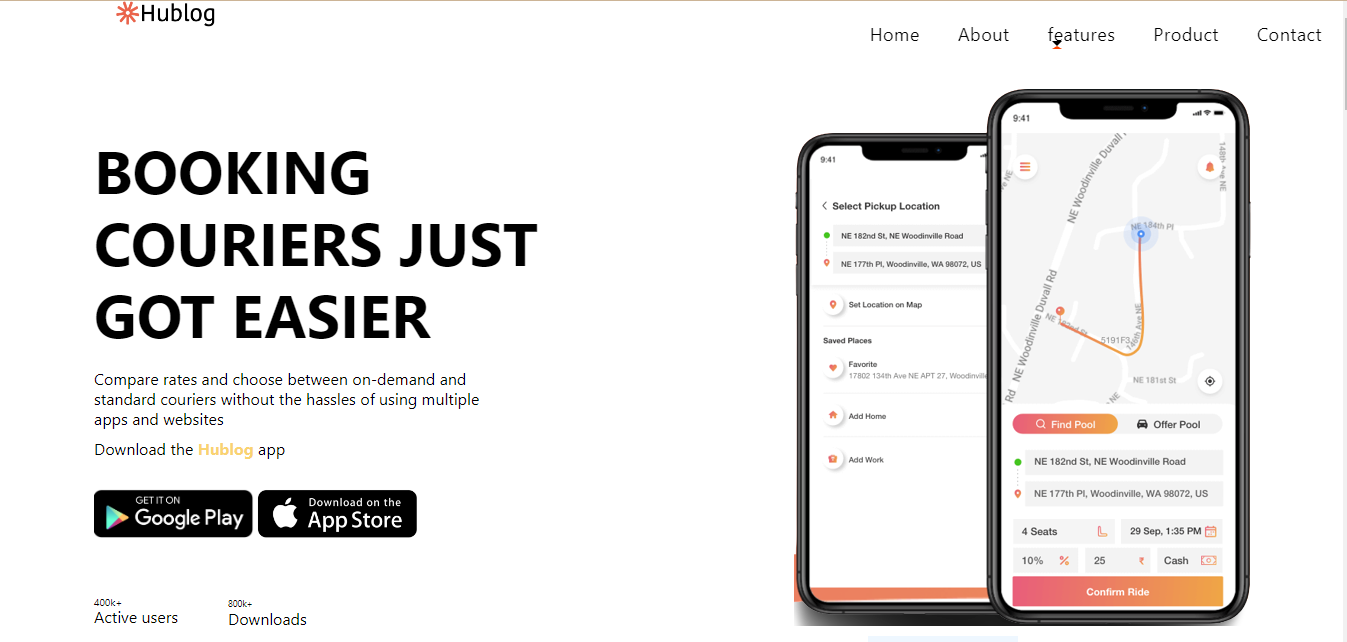 Hublog
Home About features Product Contact
BOOKING
COURIERS JUST
GOT EASIER
Compare rates and choose between on-demand and
standard couriers without the hassles of using multiple
apps and websites
Download the Hublog app
GET IT ON
Google Play
Download on the
App Store
400k+
Active users
800k+
Downloads
9:41
Select Pickup Location
NE 182nd St, NE Woodinville Road
NE 177th Pl, Woodinville, WA 98072, US
Set Location on Map
Saved Places
Favorite
17802 134th Ave NE APT 27, Woodinville
Add Home
Add Work
9:41
NE Woodinville Duvall
148th Ave NE
NE 184th Pl
NE Woodinville Duvall Rd
NE 182nd St
146th Ave NE
5191F3
NE 181st St
Rd
NE
Find Pool
Offer Pool
NE 182nd St, NE Woodinville Road
NE 177th Pl, Woodinville, WA 98072, US
4 Seats
29 Sep, 1:35 PM
10% %
25 ₹
Cash
Confirm Ride